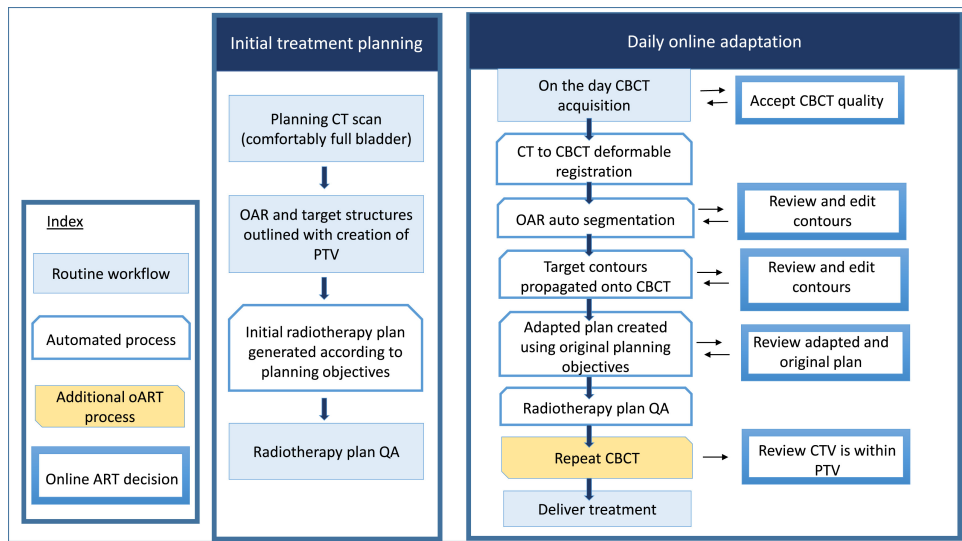 Initial treatment planning
Planning CT scan
(comfortably full bladder)
OAR and target structures
outlined with creation of
PTV
Initial radiotherapy plan
generated according to
planning objectives
Radiotherapy plan QA
Index
Routine workflow
Automated process
Additional oART
process
Online ART decision
Daily online adaptation
On the day CBCT
acquisition
Accept CBCT quality
CT to CBCT deformable
registration
OAR auto segmentation
Review and edit
contours
Target contours
propagated onto CBCT
Review and edit
contours
Adapted plan created
using original planning
objectives
Review adapted and
original plan
Radiotherapy plan QA
Repeat CBCT
Review CTV is within
PTV
Deliver treatment